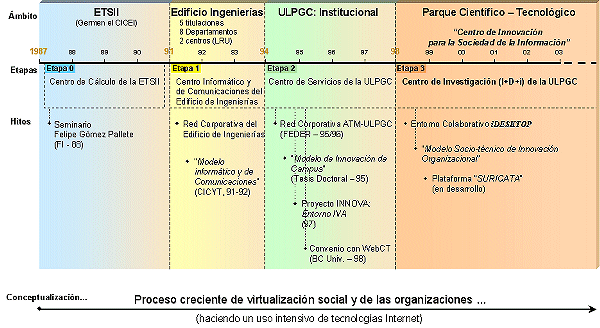 Ámbito
ETSII
(Germen el CICEI)
Edificio Ingenierías
5 titulaciones
8 Departamentos
2 centros (LRU)
ULPGC: Institucional
Parque Científico – Tecnológico
“Centro de Innovación
para la Sociedad de la Información”
1987 88 89 90 91 92 93 94 95 96 97 98 99 00 01 02 03
Etapas
Etapa 0
Centro de Cálculo de la ETSII
Etapa 1
Centro Informático y
de Comunicaciones del
Edificio de Ingenierías
Etapa 2
Centro de Servicios de la ULPGC
Etapa 3
Centro de Investigación (I+D+i) de la ULPGC
Hitos
Seminario
Felipe Gómez Pallete
(FI - 88)
Red Corporativa del
Edificio de Ingenierías
“Modelo
informático y de
Comunicaciones”
(CICYT, 91-92)
Red Corporativa ATM-ULPGC
(FEDER – 95/96)
“Modelo de Innovación de
Campus”
(Tesis Doctoral – 95)
Proyecto INNOVA:
Entorno IVA
(97)
Convenio con WebCT
(BC Univ. – 98)
Entorno Colaborativo iDESKTOP
“Modelo Socio-técnico de Innovación
Organizacional”
Plataforma “SURICATA”
(en desarrollo)
Conceptualización...
Proceso creciente de virtualización social y de las organizaciones ...
(haciendo un uso intensivo de tecnologías Internet)